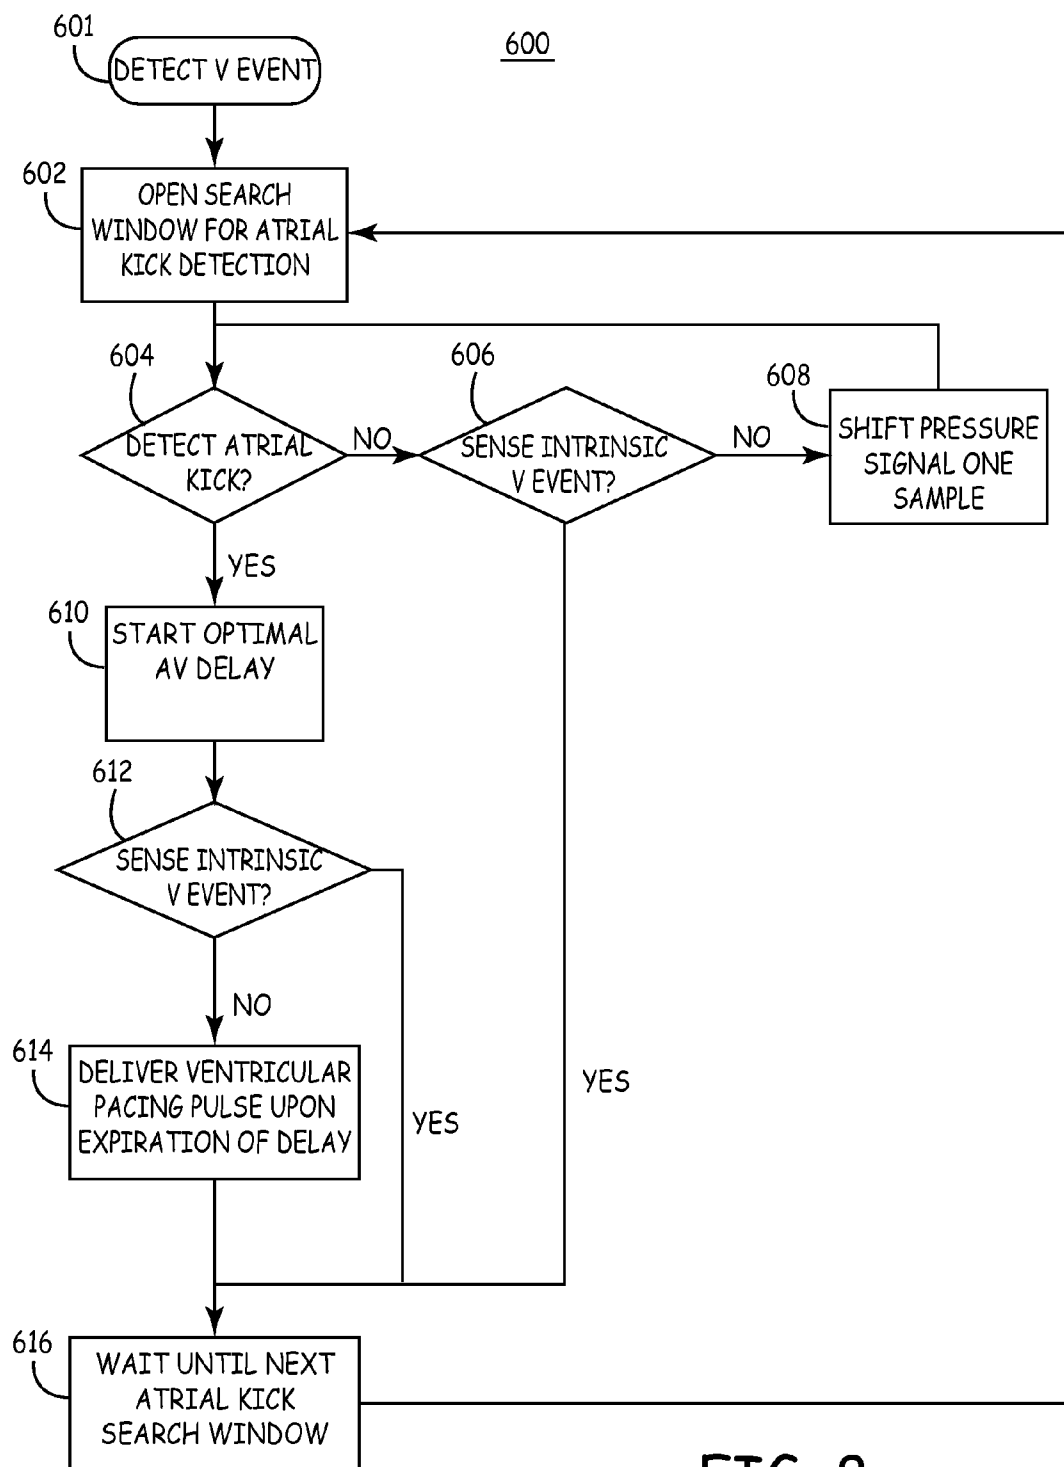 601
600
DETECT V EVENT
602
OPEN SEARCH
WINDOW FOR ATRIAL
KICK DETECTION
604
606
608
DETECT ATRIAL
KICK?
NO
SENSE INTRINSIC
V EVENT?
NO
SHIFT PRESSURE
SIGNAL ONE
SAMPLE
YES
610
START OPTIMAL
AV DELAY
612
SENSE INTRINSIC
V EVENT?
NO
614
DELIVER VENTRICULAR
PACING PULSE UPON
EXPIRATION OF DELAY
YES
YES
616
WAIT UNTIL NEXT
ATRIAL KICK
SEARCH WINDOW